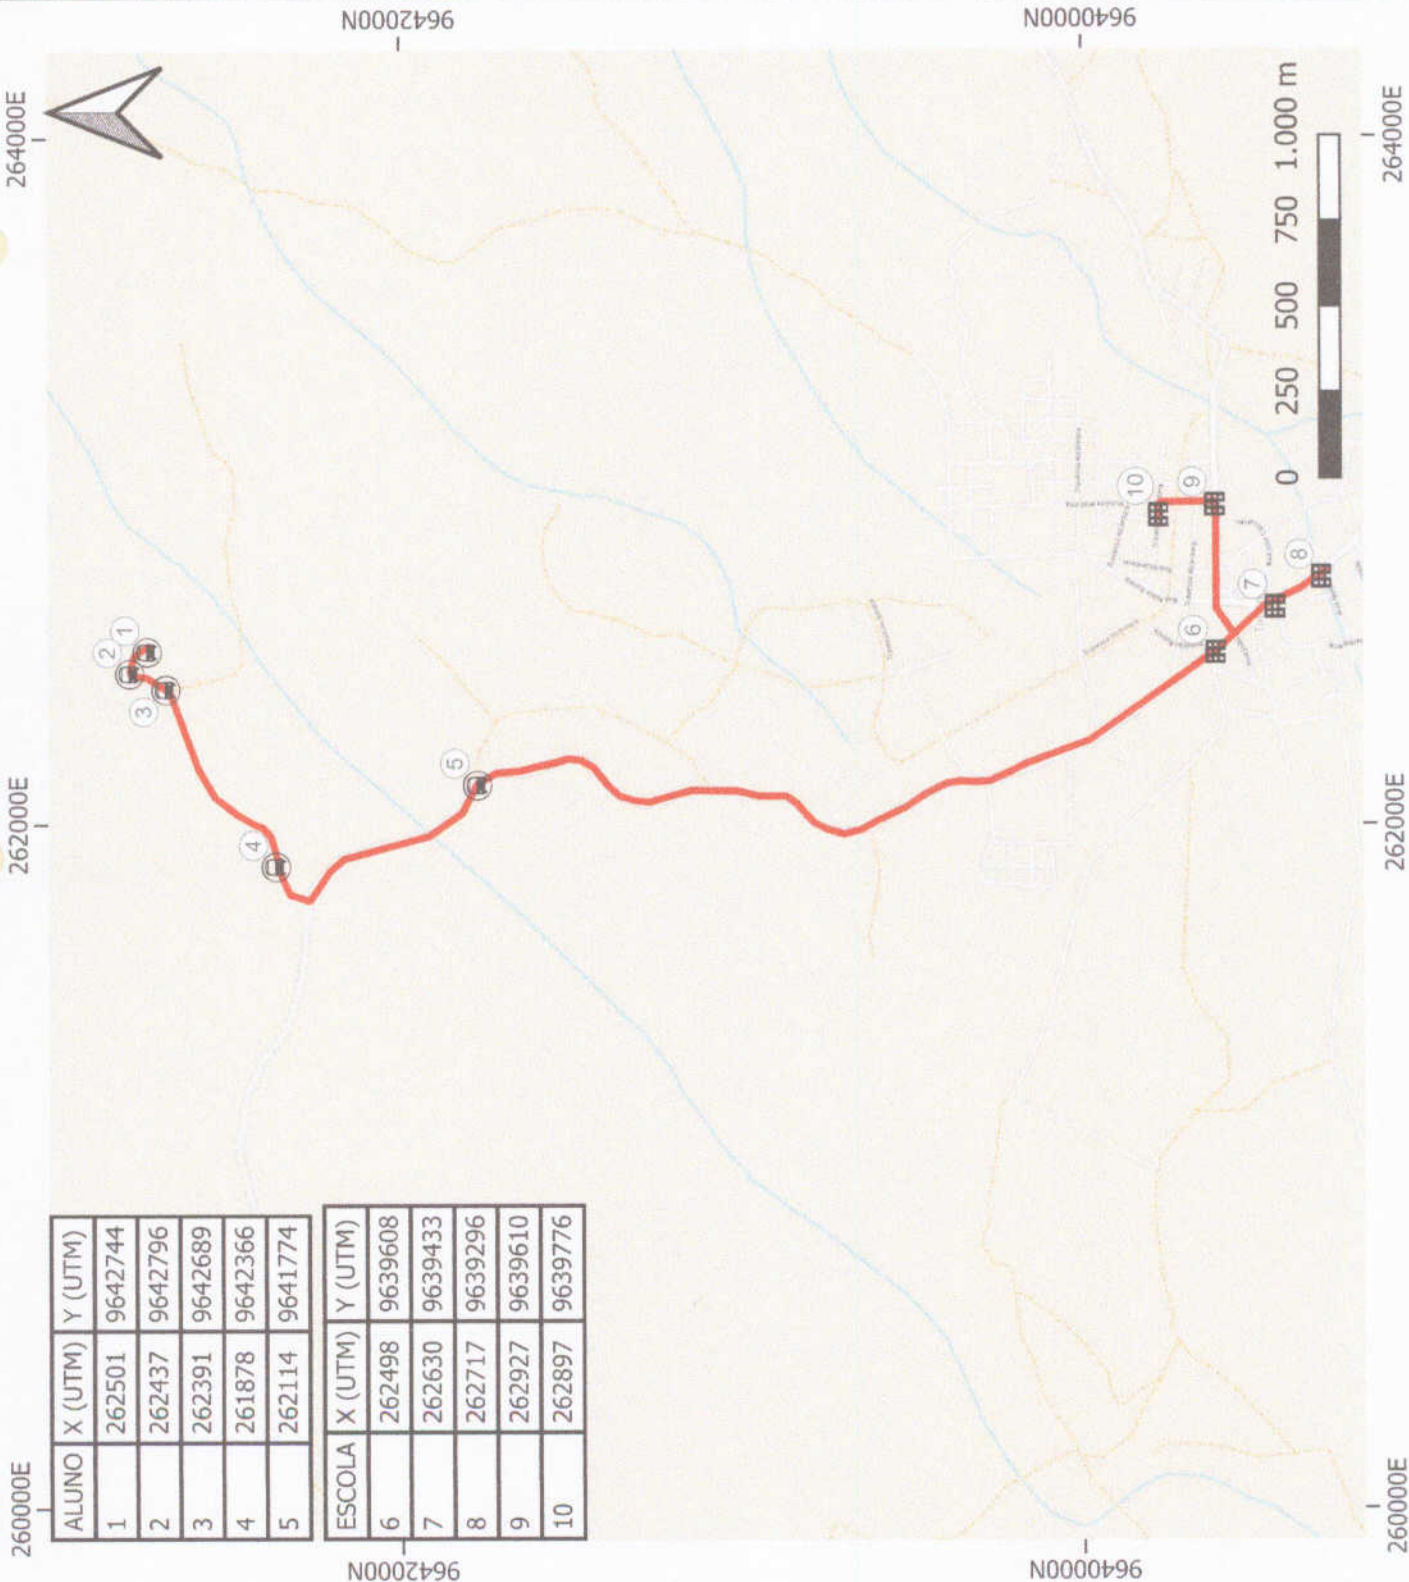 260000E
262000E
264000E
9642000N
9640000N
ALUNO X (UTM) Y (UTM)
1 262501 9642744
2 262437 9642796
3 262391 9642689
4 261878 9642366
5 262114 9641774
ESCOLA X (UTM) Y (UTM)
6 262498 9639608
7 262630 9639433
8 262717 9639296
9 262927 9639610
10 262897 9639776
1
2
3
4
5
6
7
8
9
10
0 250 500 750 1.000 m
9642000N
9640000N
260000E
262000E
264000E